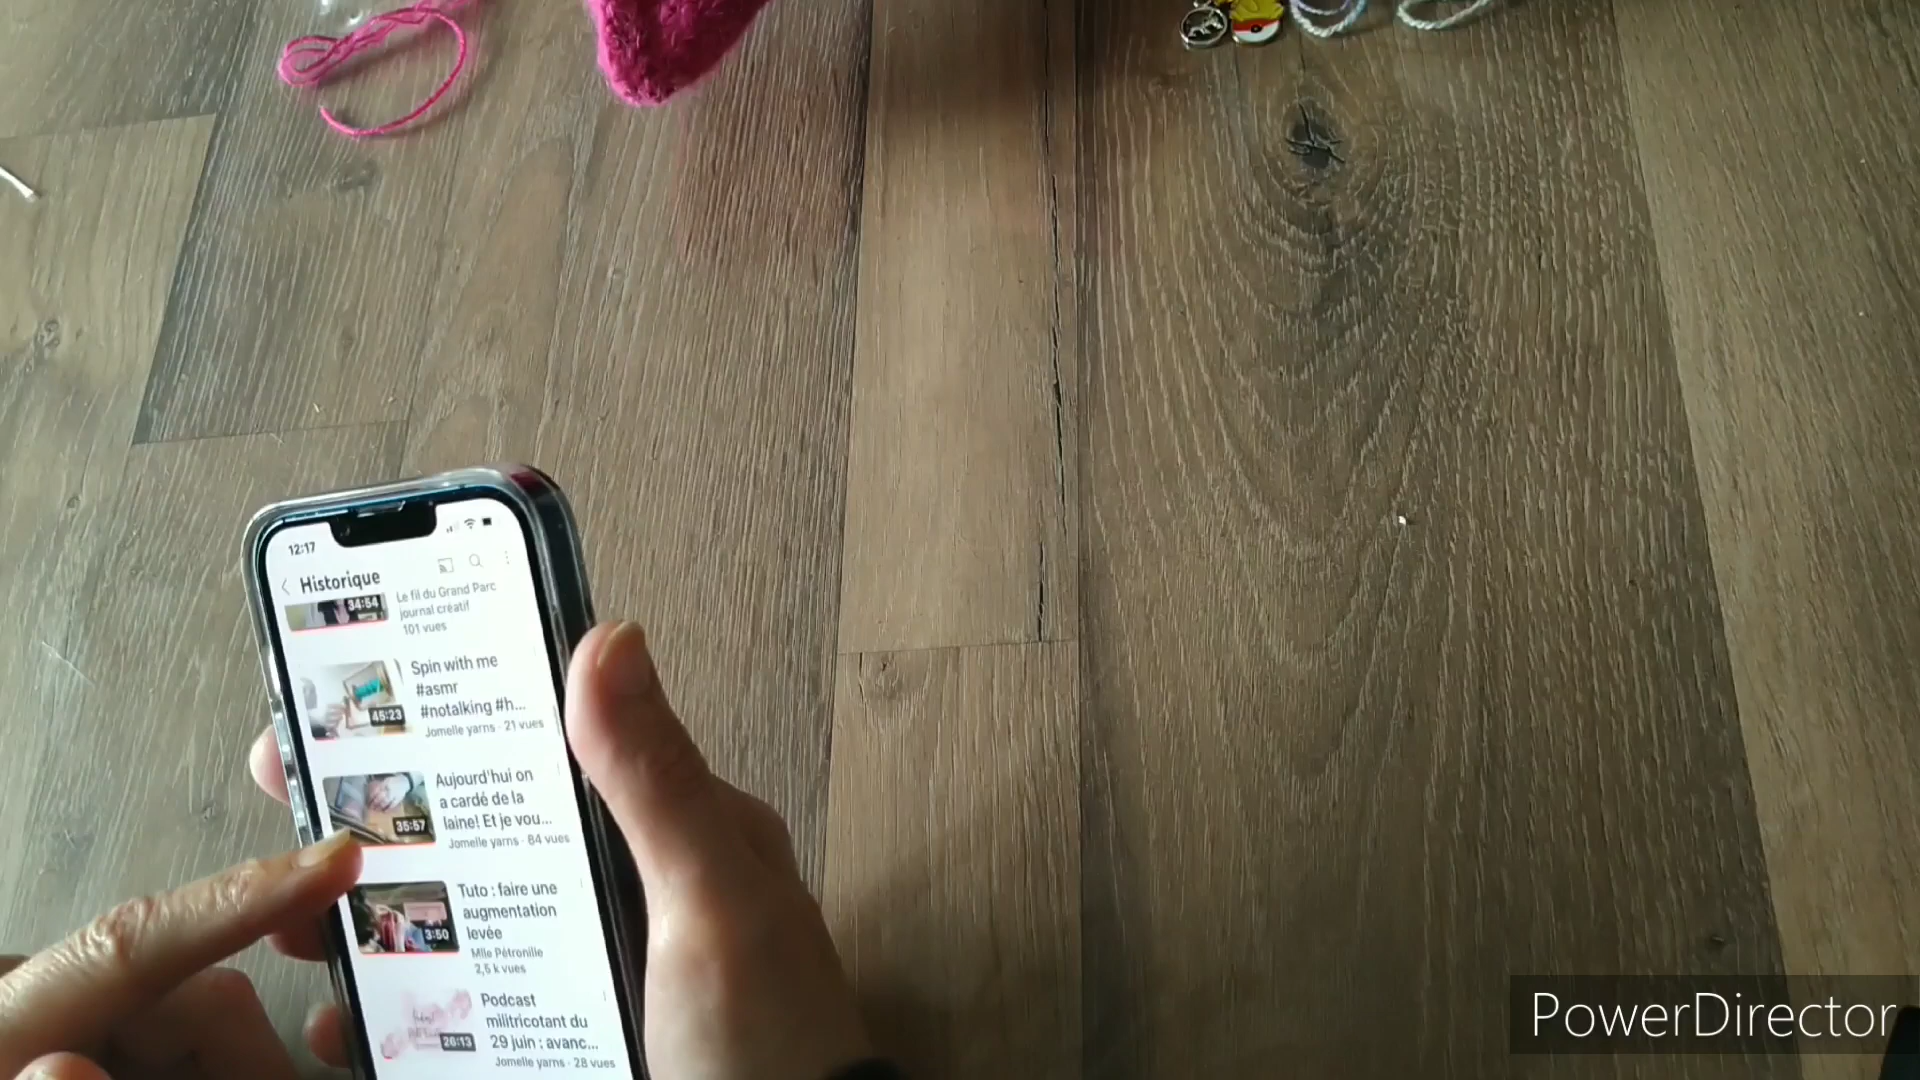 12:17
Historique
34:54
Le fil du Grand Parc
journal créatif
101 vues
Spin with me
#asmr
#notalking #h...
45:23
Jomelle yarns · 21 vues
Aujourd'hui on
a cardé de la
laine! Et je vou...
35:57
Jomelle yarns · 84 vues
Tuto : faire une
augmentation
levée
3:50
Mlle Pétronille
2,5 k vues
Podcast
militricotant du
29 juin : avanc...
26:13
Jomelle yarns · 28 vues
PowerDirector